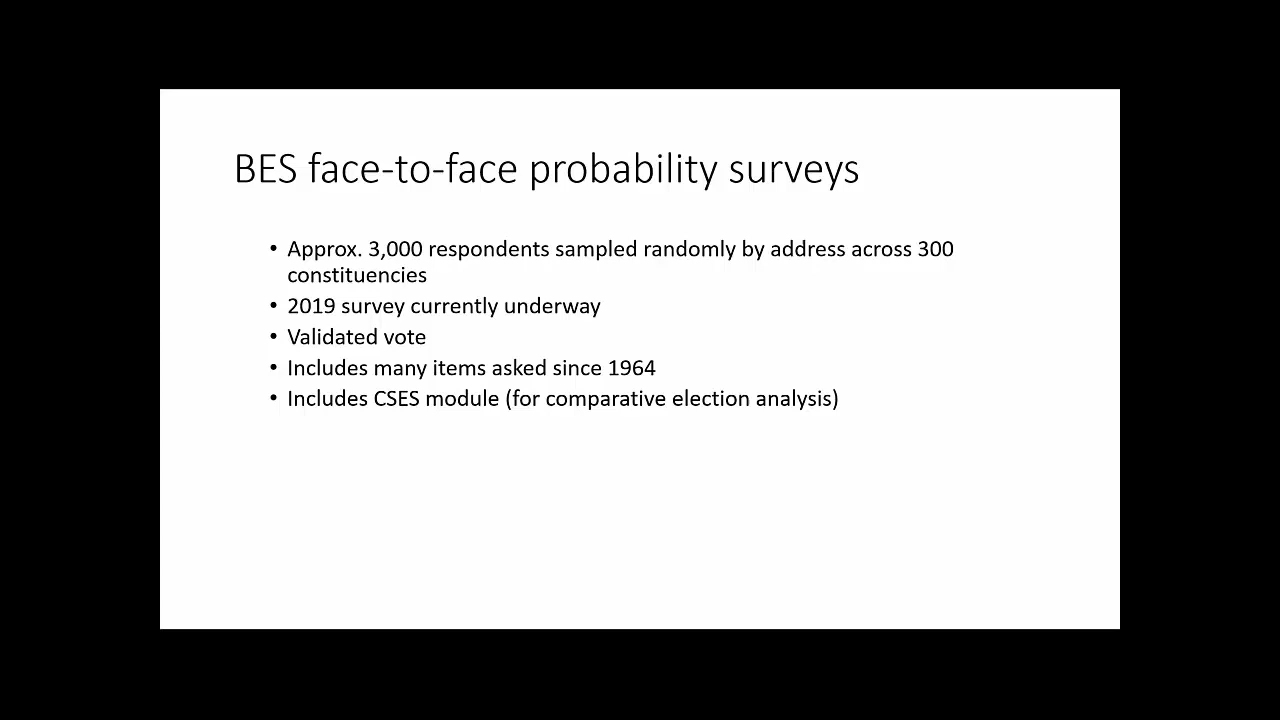 BES face-to-face probability surveys
• Approx. 3,000 respondents sampled randomly by address across 300
constituencies
• 2019 survey currently underway
• Validated vote
• Includes many items asked since 1964
• Includes CSES module (for comparative election analysis)